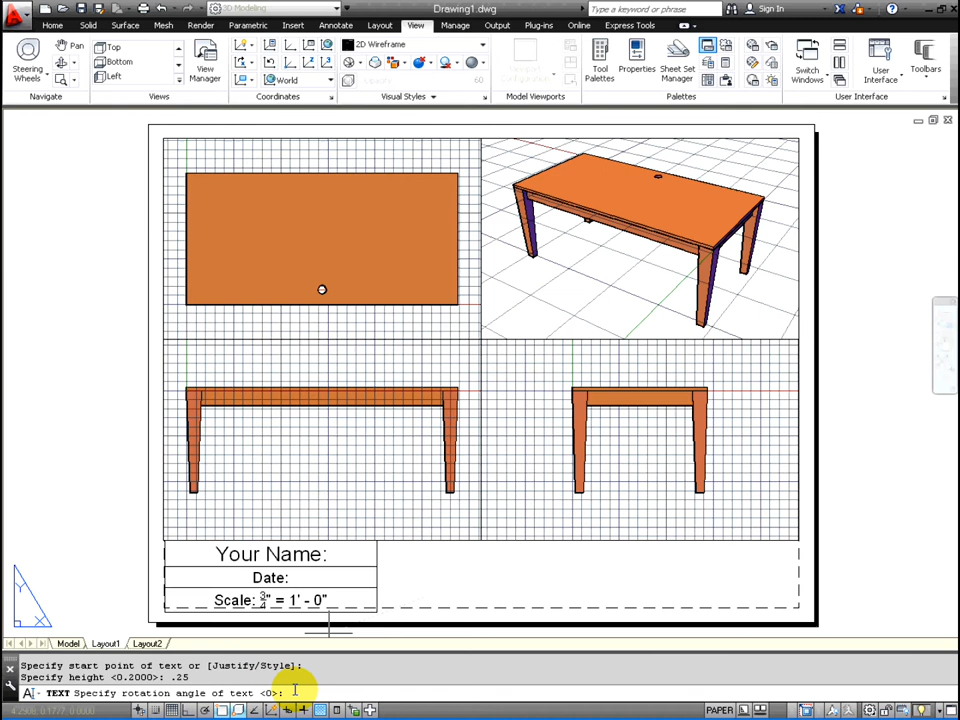 3D Modeling
Drawing1.dwg
Type a keyword or phrase
Sign In
Home Solid Surface Mesh Render Parametric Insert Annotate Layout View Manage Output Plug-ins Online Express Tools
Steering Wheels
Pan
Navigate
Top
Bottom
Left
Views
View Manager
World
Coordinates
2D Wireframe
Opacity 60
Visual Styles
Model Viewports
Tool Palettes
Properties
Sheet Set Manager
Palettes
Switch Windows
User Interface
Toolbars
User Interface
Your Name:
Date:
Scale: 3/4" = 1' - 0"
Y
X
Model Layout1 Layout2
Specify start point of text or [Justify/Style]:
Specify height <0.2000>: .25
TEXT Specify rotation angle of text <0>:
PAPER